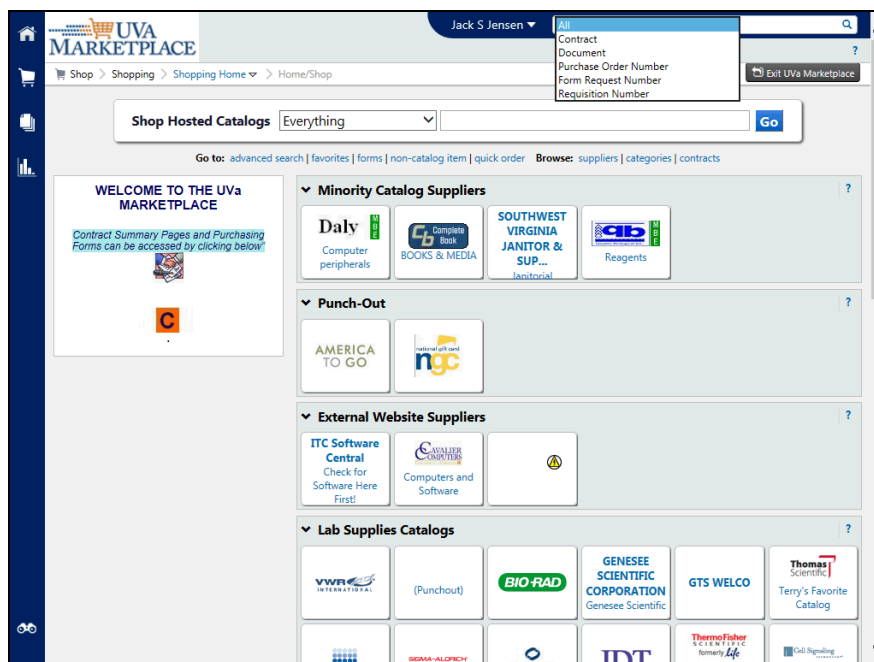 UVA
MARKETPLACE
Jack S Jensen
All
Contract
Document
Purchase Order Number
Form Request Number
Requisition Number
?
Shop > Shopping > Shopping Home > Home/Shop
Exit UVa Marketplace
Shop Hosted Catalogs Everything Go
Go to: advanced search | favorites | forms | non-catalog item | quick order Browse: suppliers | categories | contracts
WELCOME TO THE UVa
MARKETPLACE
Contract Summary Pages and Purchasing
Forms can be accessed by clicking below"
C
.
Minority Catalog Suppliers ?
Daly MBE
Computer
peripherals
Cb Complete
Book
BOOKS & MEDIA
SOUTHWEST
VIRGINIA
JANITOR &
SUP...
Janitorial
qb MBE
Reagents
Punch-Out ?
AMERICA
TO GO
national gift card
ngc
External Website Suppliers ?
ITC Software
Central
Check for
Software Here
First!
CAVALIER
COMPUTERS
Computers and
Software
Lab Supplies Catalogs ?
VWR
INTERNATIONAL
(Punchout)
BIO-RAD
GENESEE
SCIENTIFIC
CORPORATION
Genesee Scientific
GTS WELCO
Thomas
Scientific
Terry's Favorite
Catalog
SIGMA-ALDRICH
IDT
ThermoFisher
SCIENTIFIC
formerly life
Cell Signaling